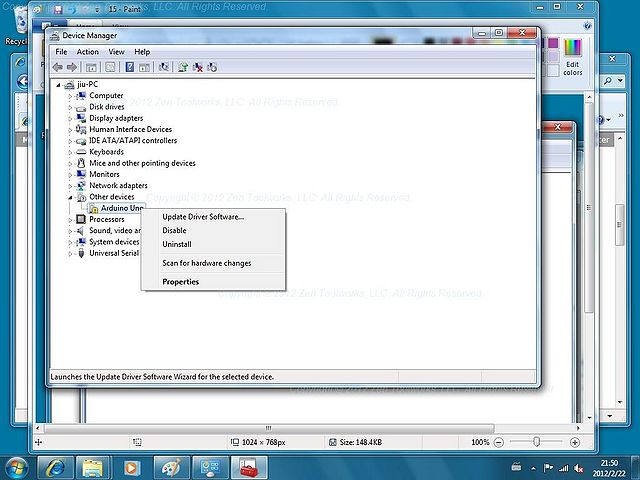 Copyright © 2012 Zen Toolworks, LLC. All Rights Reserved.
15 - Paint
View
Recycl
Edit
colors
Device Manager
File Action View Help
jiu-PC
Computer
Copyright © 2012 Zen Toolworks, LLC. All Rights Reserved.
Disk drives
Display adapters
Human Interface Devices
IDE ATA/ATAPI controllers
Keyboards
Mice and other pointing devices
Monitors
Network adapters
Other devices
Copyright © 2012 Zen Toolworks, LLC. All Rights Reserved.
Arduino Uno
Processors
Sound, video an
System devices
Universal Serial
Update Driver Software...
Disable
Uninstall
Scan for hardware changes
Properties
Copyright © 2012 Zen Toolworks, LLC. All Rights Reserved.
Launches the Update Driver Software Wizard for the selected device.
Copyright © 2012 Zen Toolworks, LLC. All Rights Reserved.
1024 × 768px
Size: 148.4KB
100%
21:50
2012/2/22